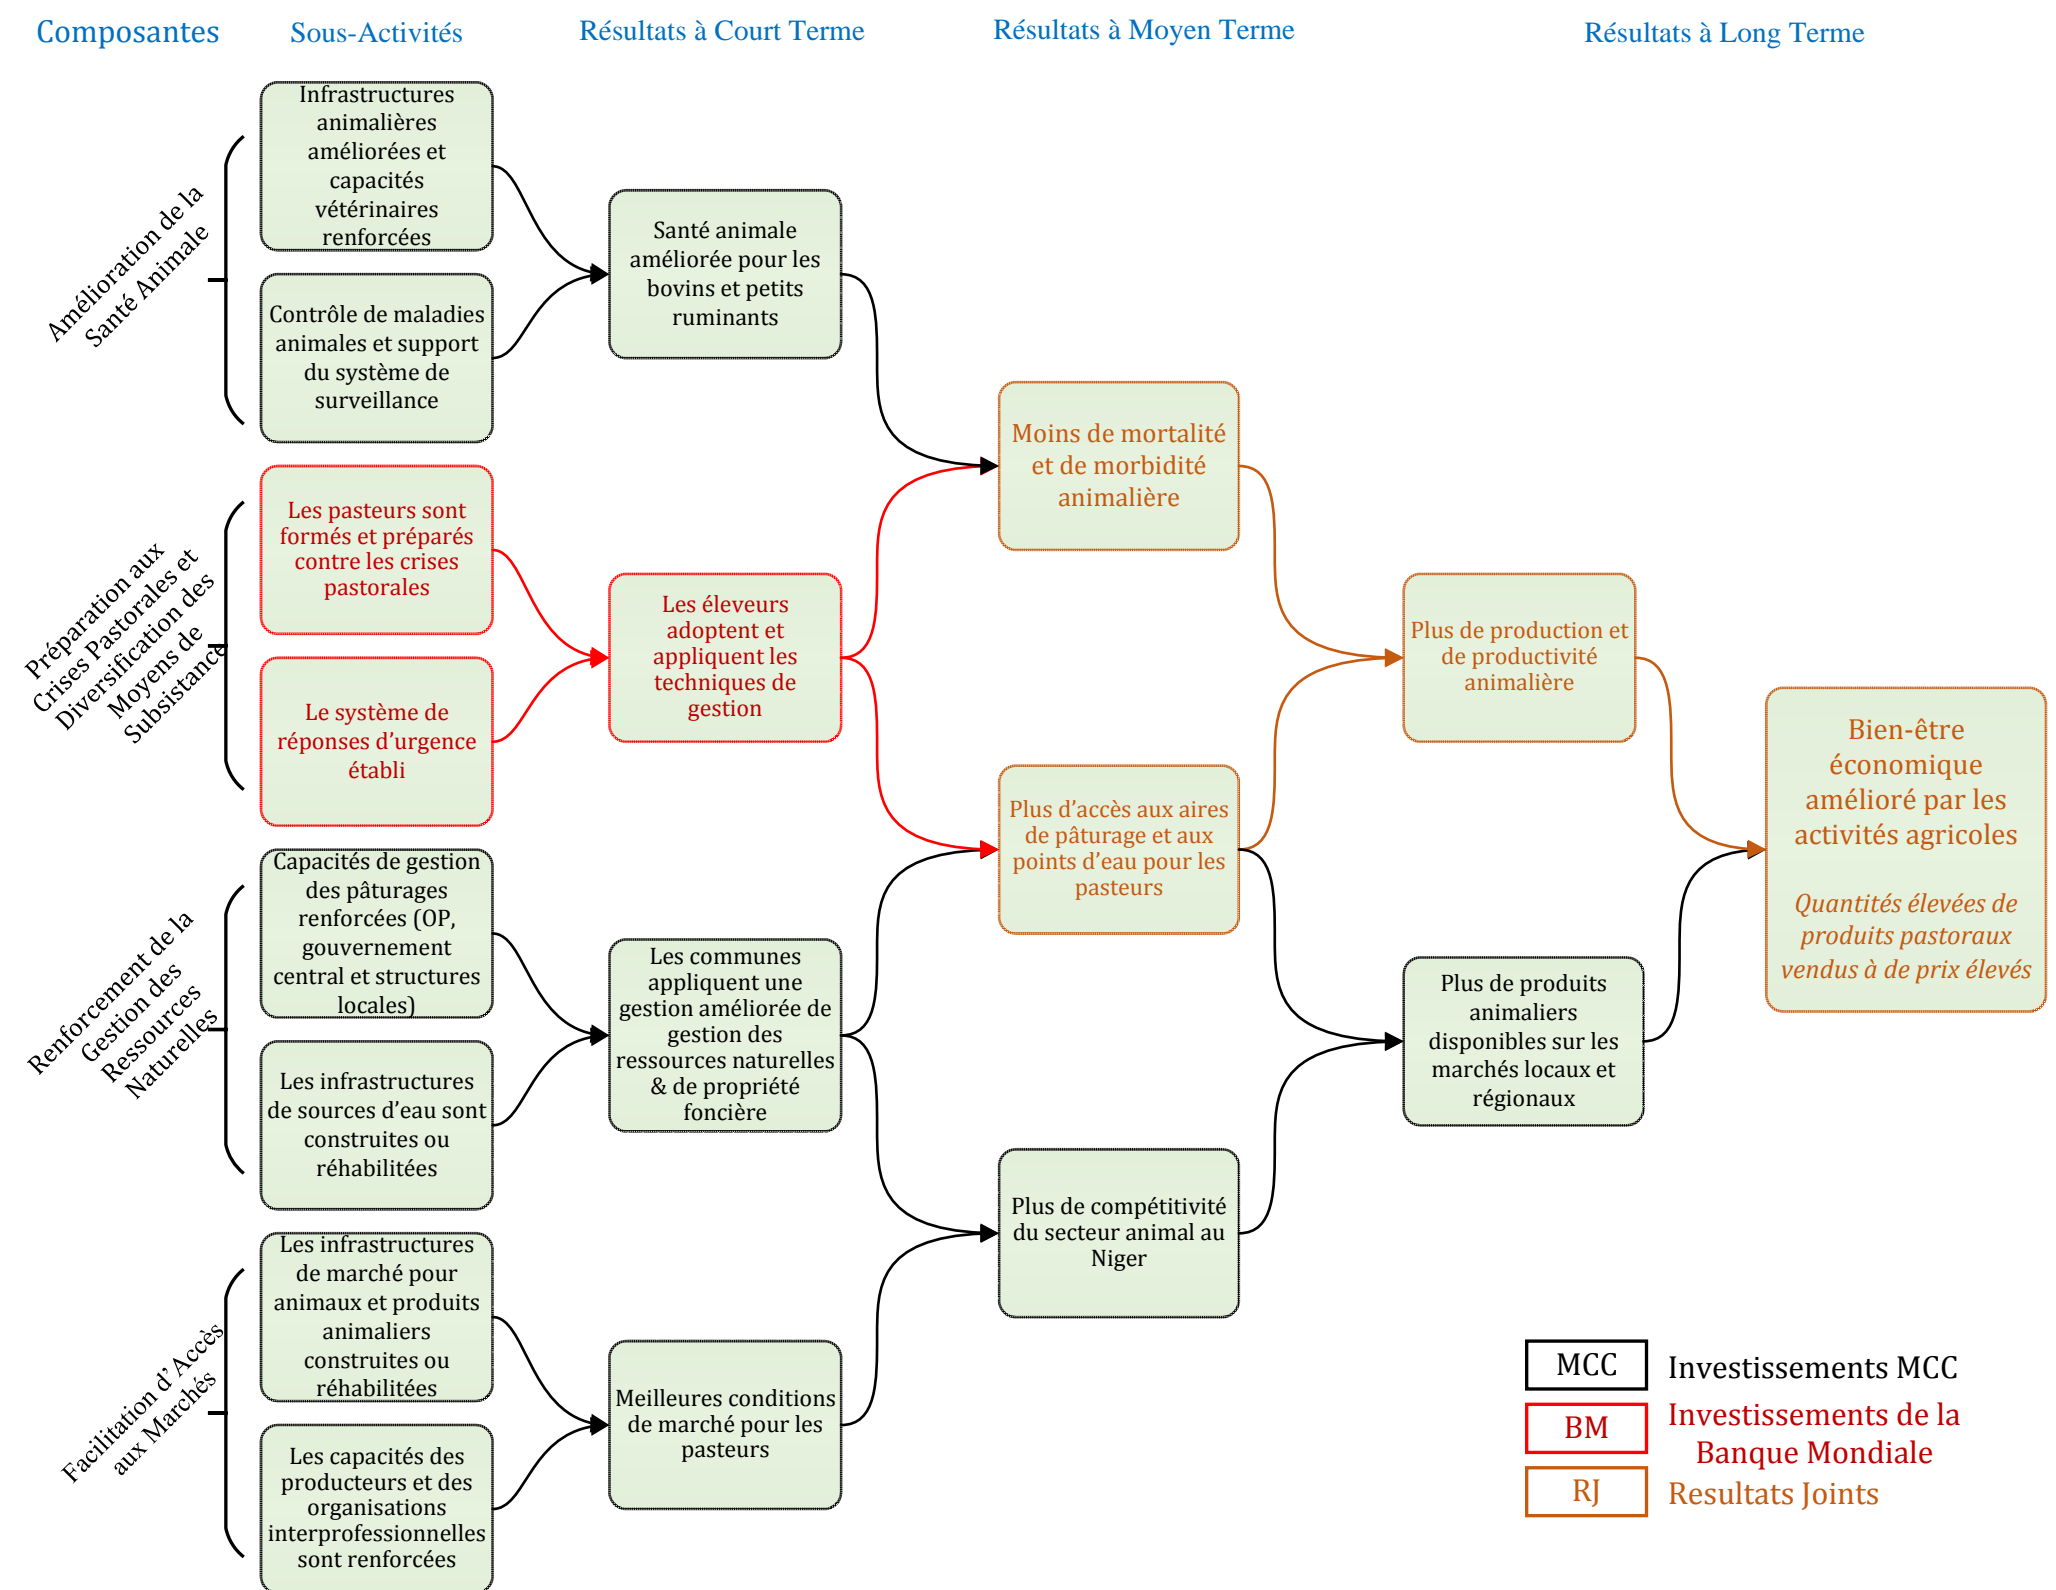 Composantes
Sous-Activités
Résultats à Court Terme
Résultats à Moyen Terme
Résultats à Long Terme
Amélioration de la
Santé Animale
Infrastructures
animalières
améliorées et
capacités
vétérinaires
renforcées
Contrôle de maladies
animales et support
du système de
surveillance
Santé animale
améliorée pour les
bovins et petits
ruminants
Préparation aux
Crises Pastorales et
Diversification des
Moyens de
Subsistance
Les pasteurs sont
formés et préparés
contre les crises
pastorales
Le système de
réponses d’urgence
établi
Les éleveurs
adoptent et
appliquent les
techniques de
gestion
Moins de mortalité
et de morbidité
animalière
Plus d’accès aux aires
de pâturage et aux
points d’eau pour les
pasteurs
Plus de production et
de productivité
animalière
Bien-être
économique
amélioré par les
activités agricoles
Quantités élevées de
produits pastoraux
vendus à de prix élevés
Renforcement de la
Gestion des
Ressources
Naturelles
Capacités de gestion
des pâturages
renforcées (OP,
gouvernement
central et structures
locales)
Les infrastructures
de sources d’eau sont
construites ou
réhabilitées
Les communes
appliquent une
gestion améliorée de
gestion des
ressources naturelles
& de propriété
foncière
Plus de compétitivité
du secteur animal au
Niger
Plus de produits
animaliers
disponibles sur les
marchés locaux et
régionaux
Facilitation d’Accès
aux Marchés
Les infrastructures
de marché pour
animaux et produits
animaliers
construites ou
réhabilitées
Les capacités des
producteurs et des
organisations
interprofessionnelles
sont renforcées
Meilleures conditions
de marché pour les
pasteurs
MCC
Investissements MCC
BM
Investissements de la
Banque Mondiale
RJ
Resultats Joints